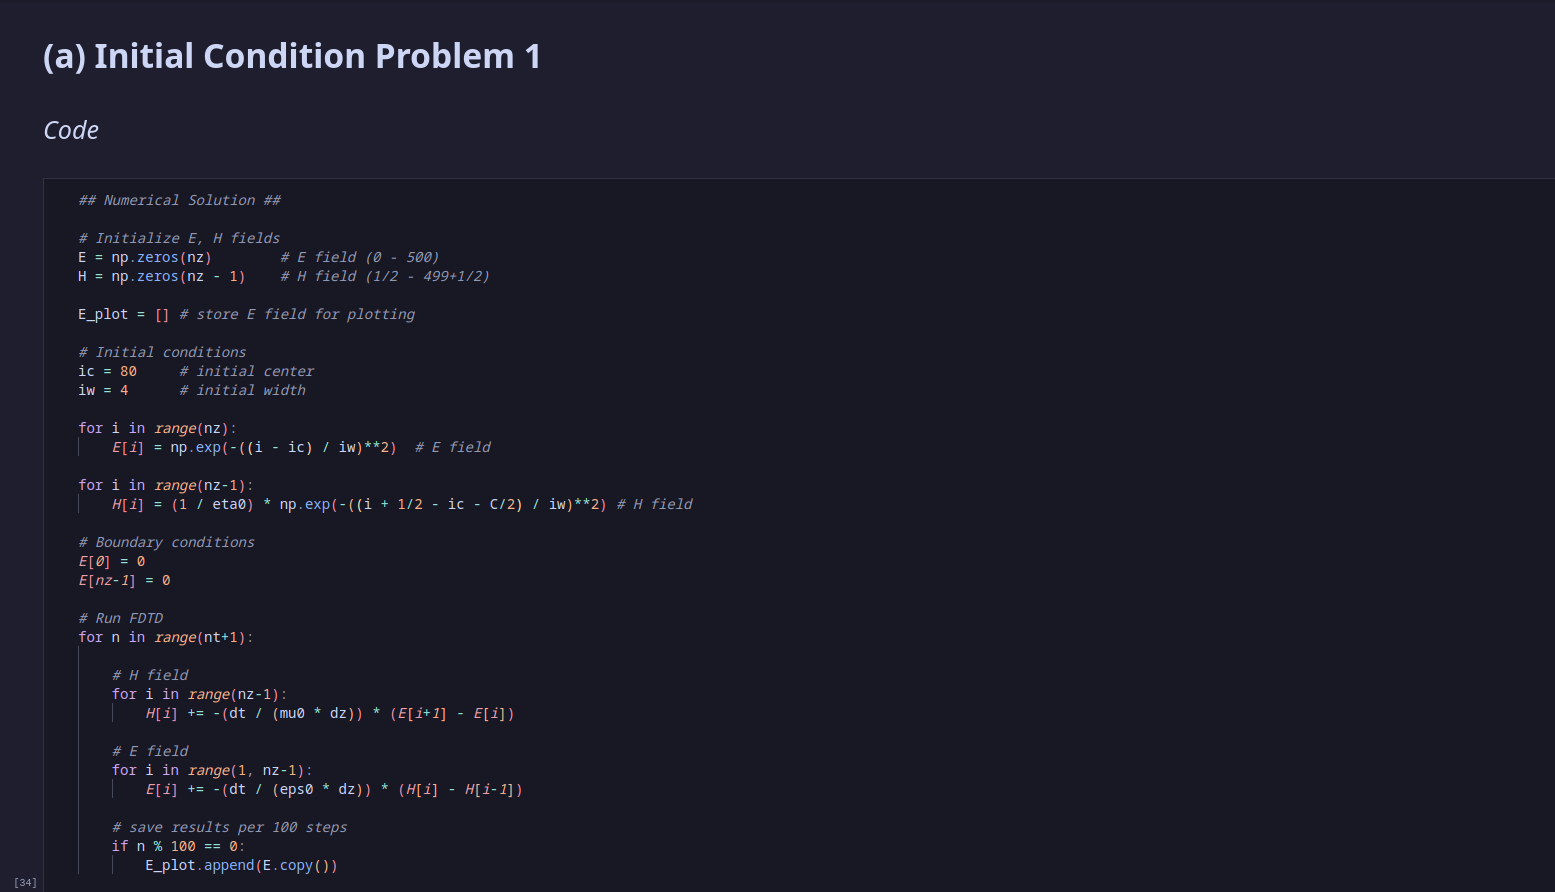 (a) Initial Condition Problem 1
Code
## Numerical Solution ##
# Initialize E, H fields
E = np.zeros(nz)        # E field (0 - 500)
H = np.zeros(nz - 1)    # H field (1/2 - 499+1/2)
E_plot = [] # store E field for plotting
# Initial conditions
ic = 80     # initial center
iw = 4      # initial width
for i in range(nz):
    E[i] = np.exp(-((i - ic) / iw)**2)  # E field
for i in range(nz-1):
    H[i] = (1 / eta0) * np.exp(-((i + 1/2 - ic - C/2) / iw)**2) # H field
# Boundary conditions
E[0] = 0
E[nz-1] = 0
# Run FDTD
for n in range(nt+1):
    # H field
    for i in range(nz-1):
        H[i] += -(dt / (mu0 * dz)) * (E[i+1] - E[i])
    # E field
    for i in range(1, nz-1):
        E[i] += -(dt / (eps0 * dz)) * (H[i] - H[i-1])
    # save results per 100 steps
    if n % 100 == 0:
        E_plot.append(E.copy())
[34]